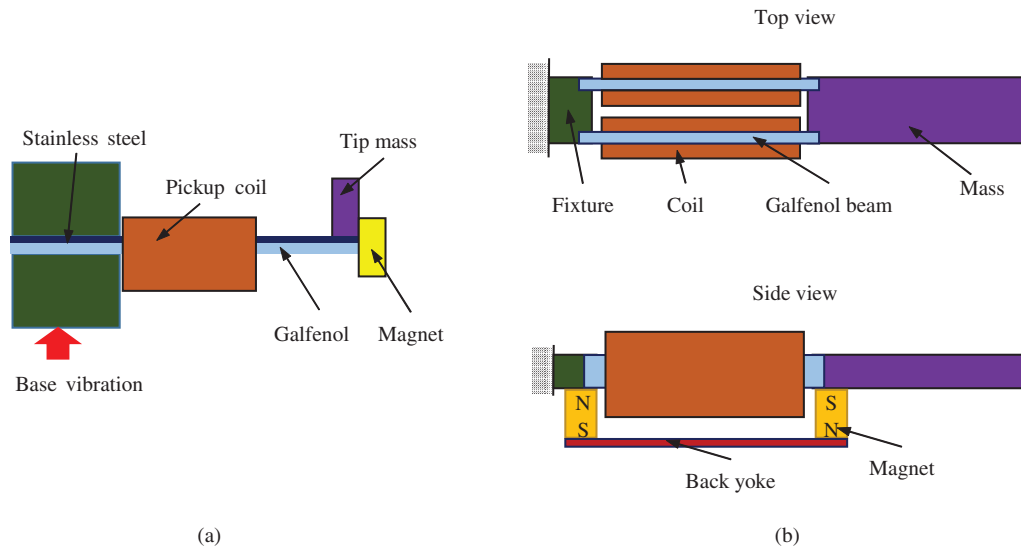 Stainless steel
Pickup coil
Tip mass
Galfenol
Magnet
Base vibration
(a)
Top view
Fixture
Coil
Galfenol beam
Mass
Side view
N
S
S
N
Back yoke
Magnet
(b)